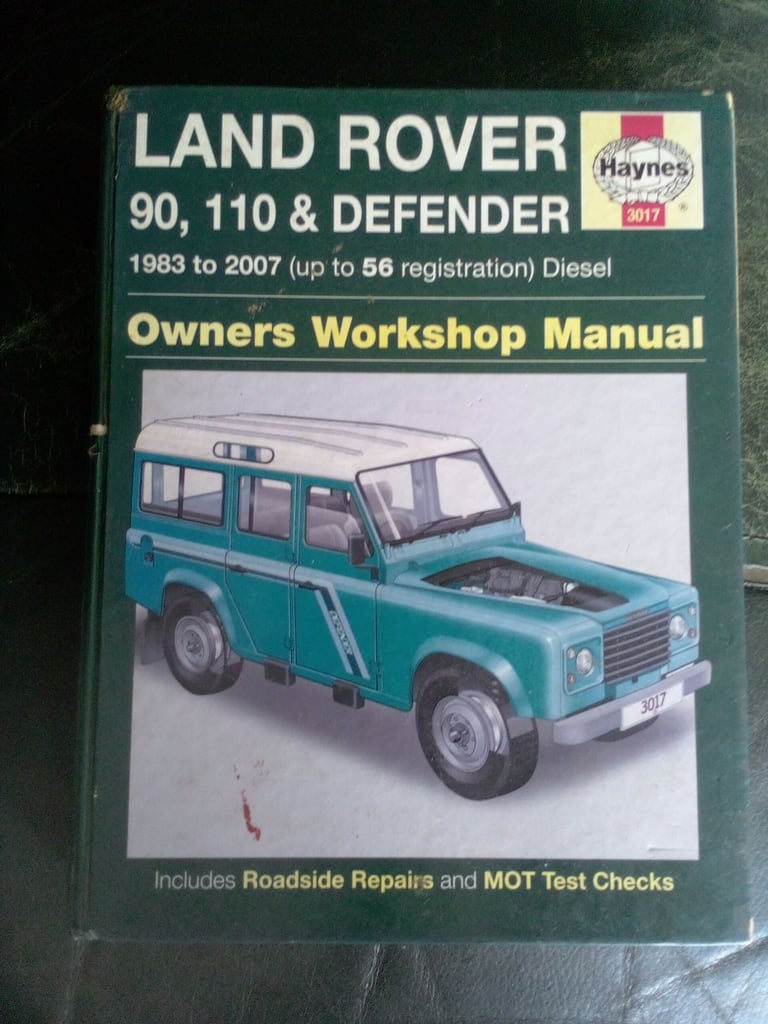 LAND ROVER
90, 110 & DEFENDER
1983 to 2007 (up to 56 registration) Diesel
Haynes
®
3017
Owners Workshop Manual
DEFENDER
3017
Includes Roadside Repairs and MOT Test Checks